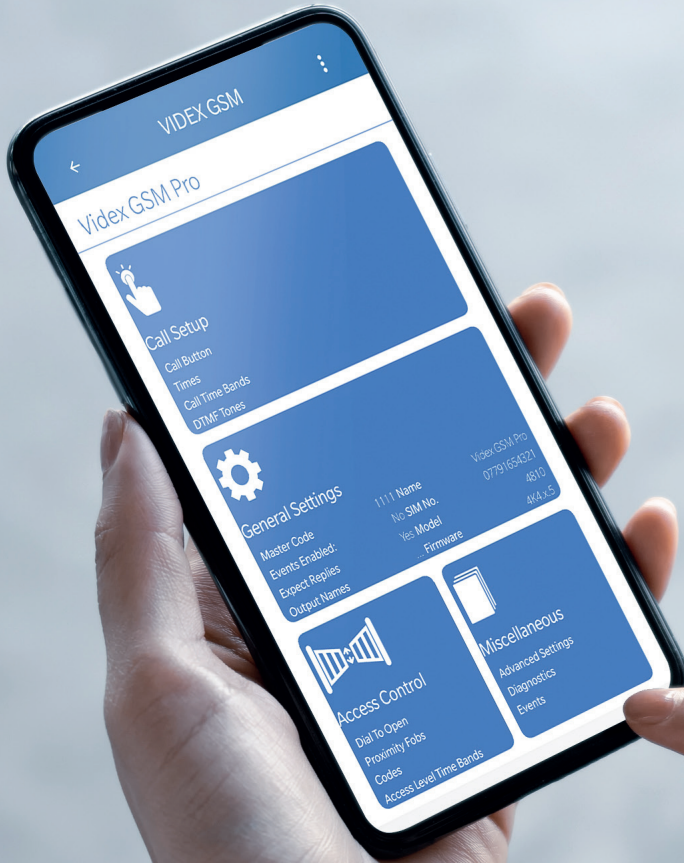 VIDEX GSM
Videx GSM Pro
Call Setup
Call Button
Times
Call Time Bands
DTMF Tones
General Settings
Master Code 1111 Name Videx GSM Pro
Events Enabled: No SIM No. 07791654321
Expect Replies Yes Model 4810
Output Names ... Firmware 4K4.x.5
Access Control
Dial To Open
Proximity Fobs
Codes
Access Level Time Bands
Miscellaneous
Advanced Settings
Diagnostics
Events